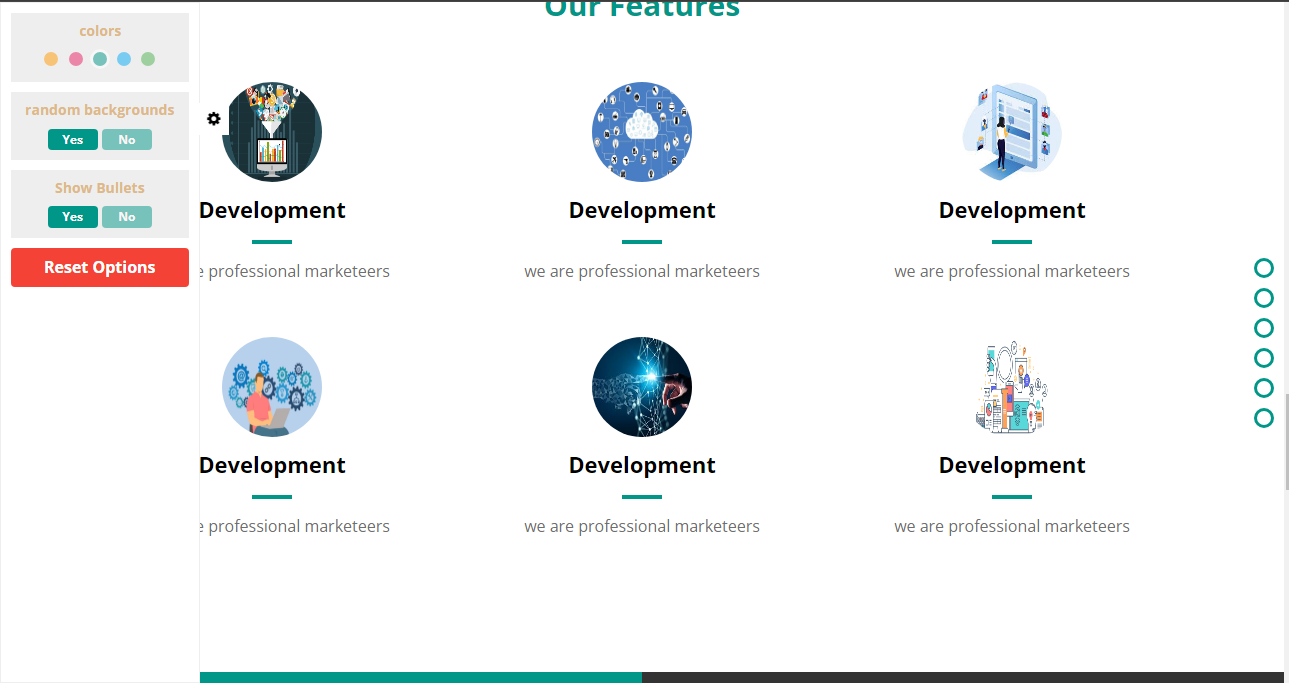 Our Features
colors
random backgrounds
Yes No
Show Bullets
Yes No
Reset Options
Development Development Development
e professional marketeers we are professional marketeers we are professional marketeers
Development Development Development
e professional marketeers we are professional marketeers we are professional marketeers